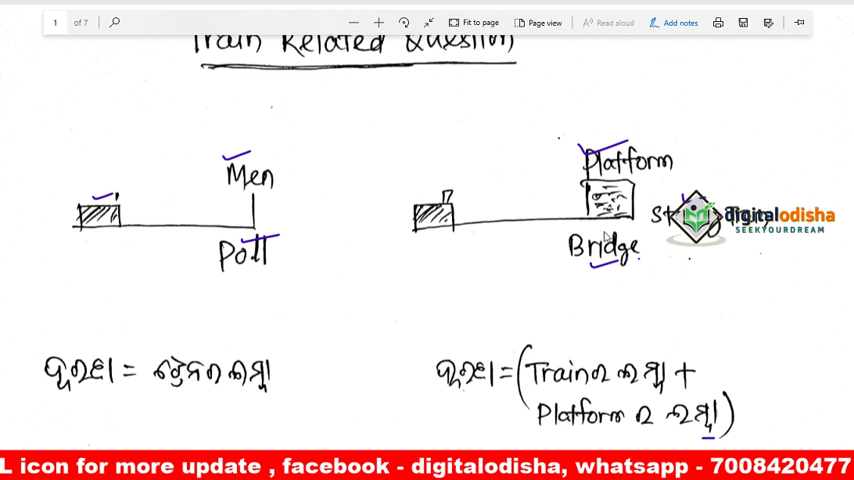 1 of 7 Fit to page Page view Read aloud Add notes
Train Related Question
Men
Poll
Platform
Bridge
digitalodisha
SEEKYOURDREAM
ଦୂରତା = ଟ୍ରେନର ଲମ୍ବା
ଦୂରତା = (Trainର ଲମ୍ବା +
Platform ର ଲମ୍ବା)
L icon for more update , facebook - digitalodisha, whatsapp - 7008420477